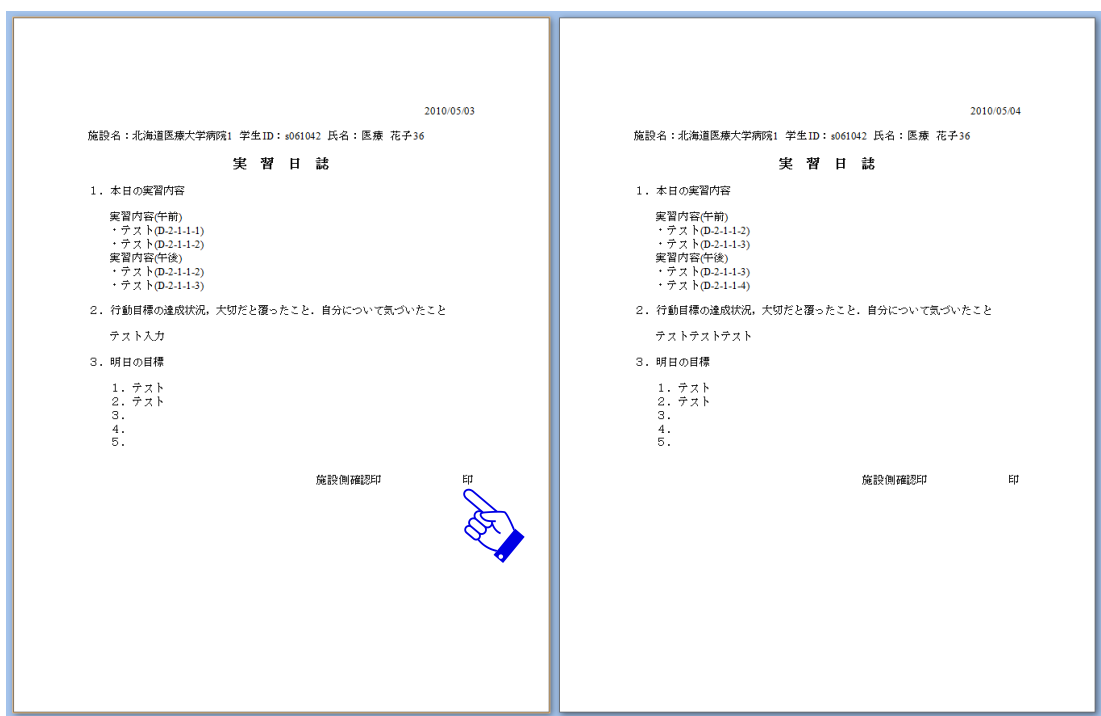 2010/05/03
施設名：北海道医療大学病院1 学生ID：s061042 氏名：医療 花子36
実 習 日 誌
1．本日の実習内容
実習内容(午前)
・テスト(D-2-1-1-1)
・テスト(D-2-1-1-2)
実習内容(午後)
・テスト(D-2-1-1-2)
・テスト(D-2-1-1-3)
2．行動目標の達成状況，大切だと覆ったこと．自分について気づいたこと
テスト入力
3．明日の目標
1．テスト
2．テスト
3．
4．
5．
施設側確認印 印
2010/05/04
施設名：北海道医療大学病院1 学生ID：s061042 氏名：医療 花子36
実 習 日 誌
1．本日の実習内容
実習内容(午前)
・テスト(D-2-1-1-2)
・テスト(D-2-1-1-3)
実習内容(午後)
・テスト(D-2-1-1-3)
・テスト(D-2-1-1-4)
2．行動目標の達成状況，大切だと覆ったこと．自分について気づいたこと
テストテストテスト
3．明日の目標
1．テスト
2．テスト
3．
4．
5．
施設側確認印 印